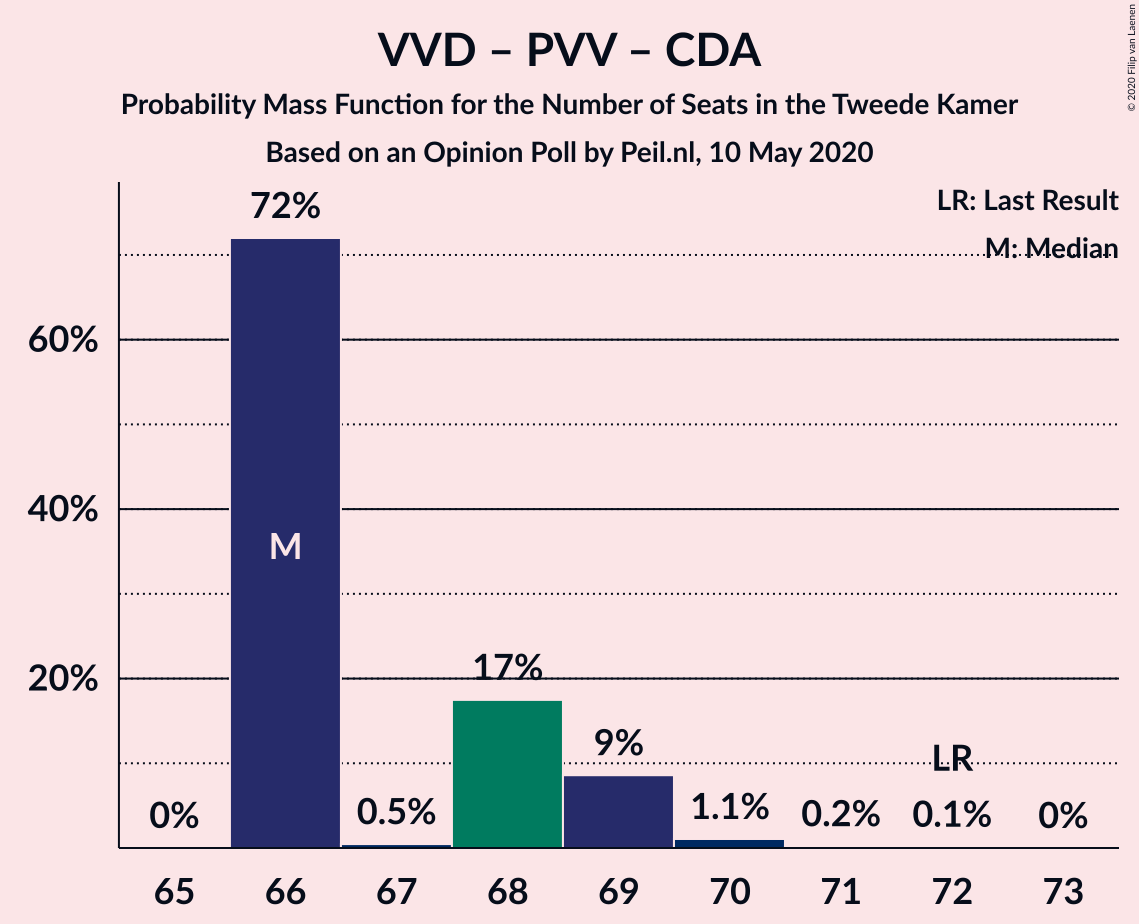 VVD – PVV – CDA
Probability Mass Function for the Number of Seats in the Tweede Kamer
Based on an Opinion Poll by Peil.nl, 10 May 2020
© 2020 Filip van Laenen
LR: Last Result
M: Median
72%
60%
M
40%
20%
17%
9%
LR
0%
0.5%
1.1%
0.2%
0.1%
0%
65 66 67 68 69 70 71 72 73